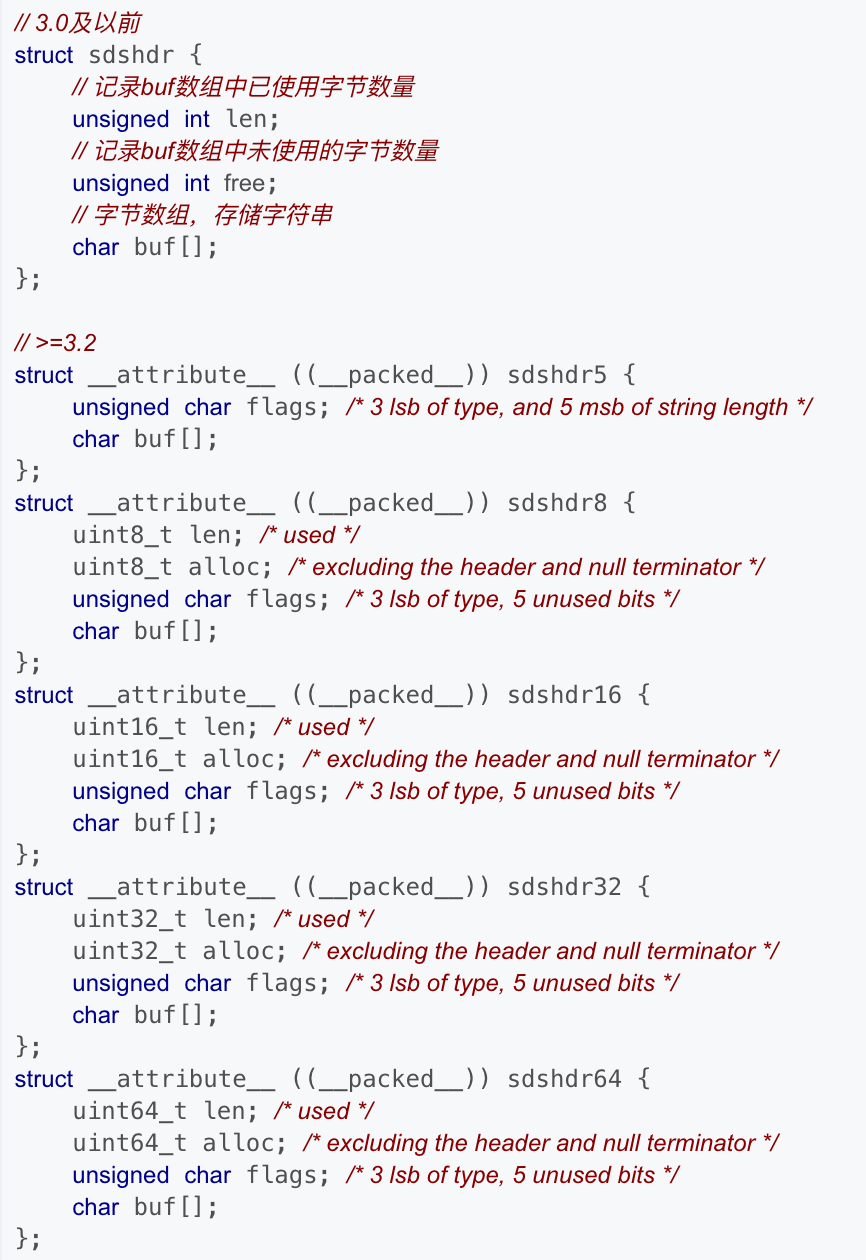 // 3.0及以前
struct sdshdr {
    // 记录buf数组中已使用字节数量
    unsigned int len;
    // 记录buf数组中未使用的字节数量
    unsigned int free;
    // 字节数组，存储字符串
    char buf[];
};

// >=3.2
struct __attribute__ ((__packed__)) sdshdr5 {
    unsigned char flags; /* 3 lsb of type, and 5 msb of string length */
    char buf[];
};
struct __attribute__ ((__packed__)) sdshdr8 {
    uint8_t len; /* used */
    uint8_t alloc; /* excluding the header and null terminator */
    unsigned char flags; /* 3 lsb of type, 5 unused bits */
    char buf[];
};
struct __attribute__ ((__packed__)) sdshdr16 {
    uint16_t len; /* used */
    uint16_t alloc; /* excluding the header and null terminator */
    unsigned char flags; /* 3 lsb of type, 5 unused bits */
    char buf[];
};
struct __attribute__ ((__packed__)) sdshdr32 {
    uint32_t len; /* used */
    uint32_t alloc; /* excluding the header and null terminator */
    unsigned char flags; /* 3 lsb of type, 5 unused bits */
    char buf[];
};
struct __attribute__ ((__packed__)) sdshdr64 {
    uint64_t len; /* used */
    uint64_t alloc; /* excluding the header and null terminator */
    unsigned char flags; /* 3 lsb of type, 5 unused bits */
    char buf[];
};